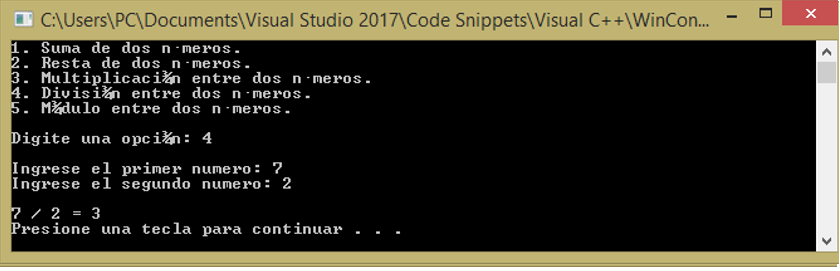 C:\Users\PC\Documents\Visual Studio 2017\Code Snippets\Visual C++\WinCon...
1. Suma de dos n·meros.
2. Resta de dos n·meros.
3. Multiplicaci¾n entre dos n·meros.
4. Divisi¾n entre dos n·meros.
5. M¾dulo entre dos n·meros.
Digite una opci¾n: 4
Ingrese el primer numero: 7
Ingrese el segundo numero: 2
7 / 2 = 3
Presione una tecla para continuar . . .